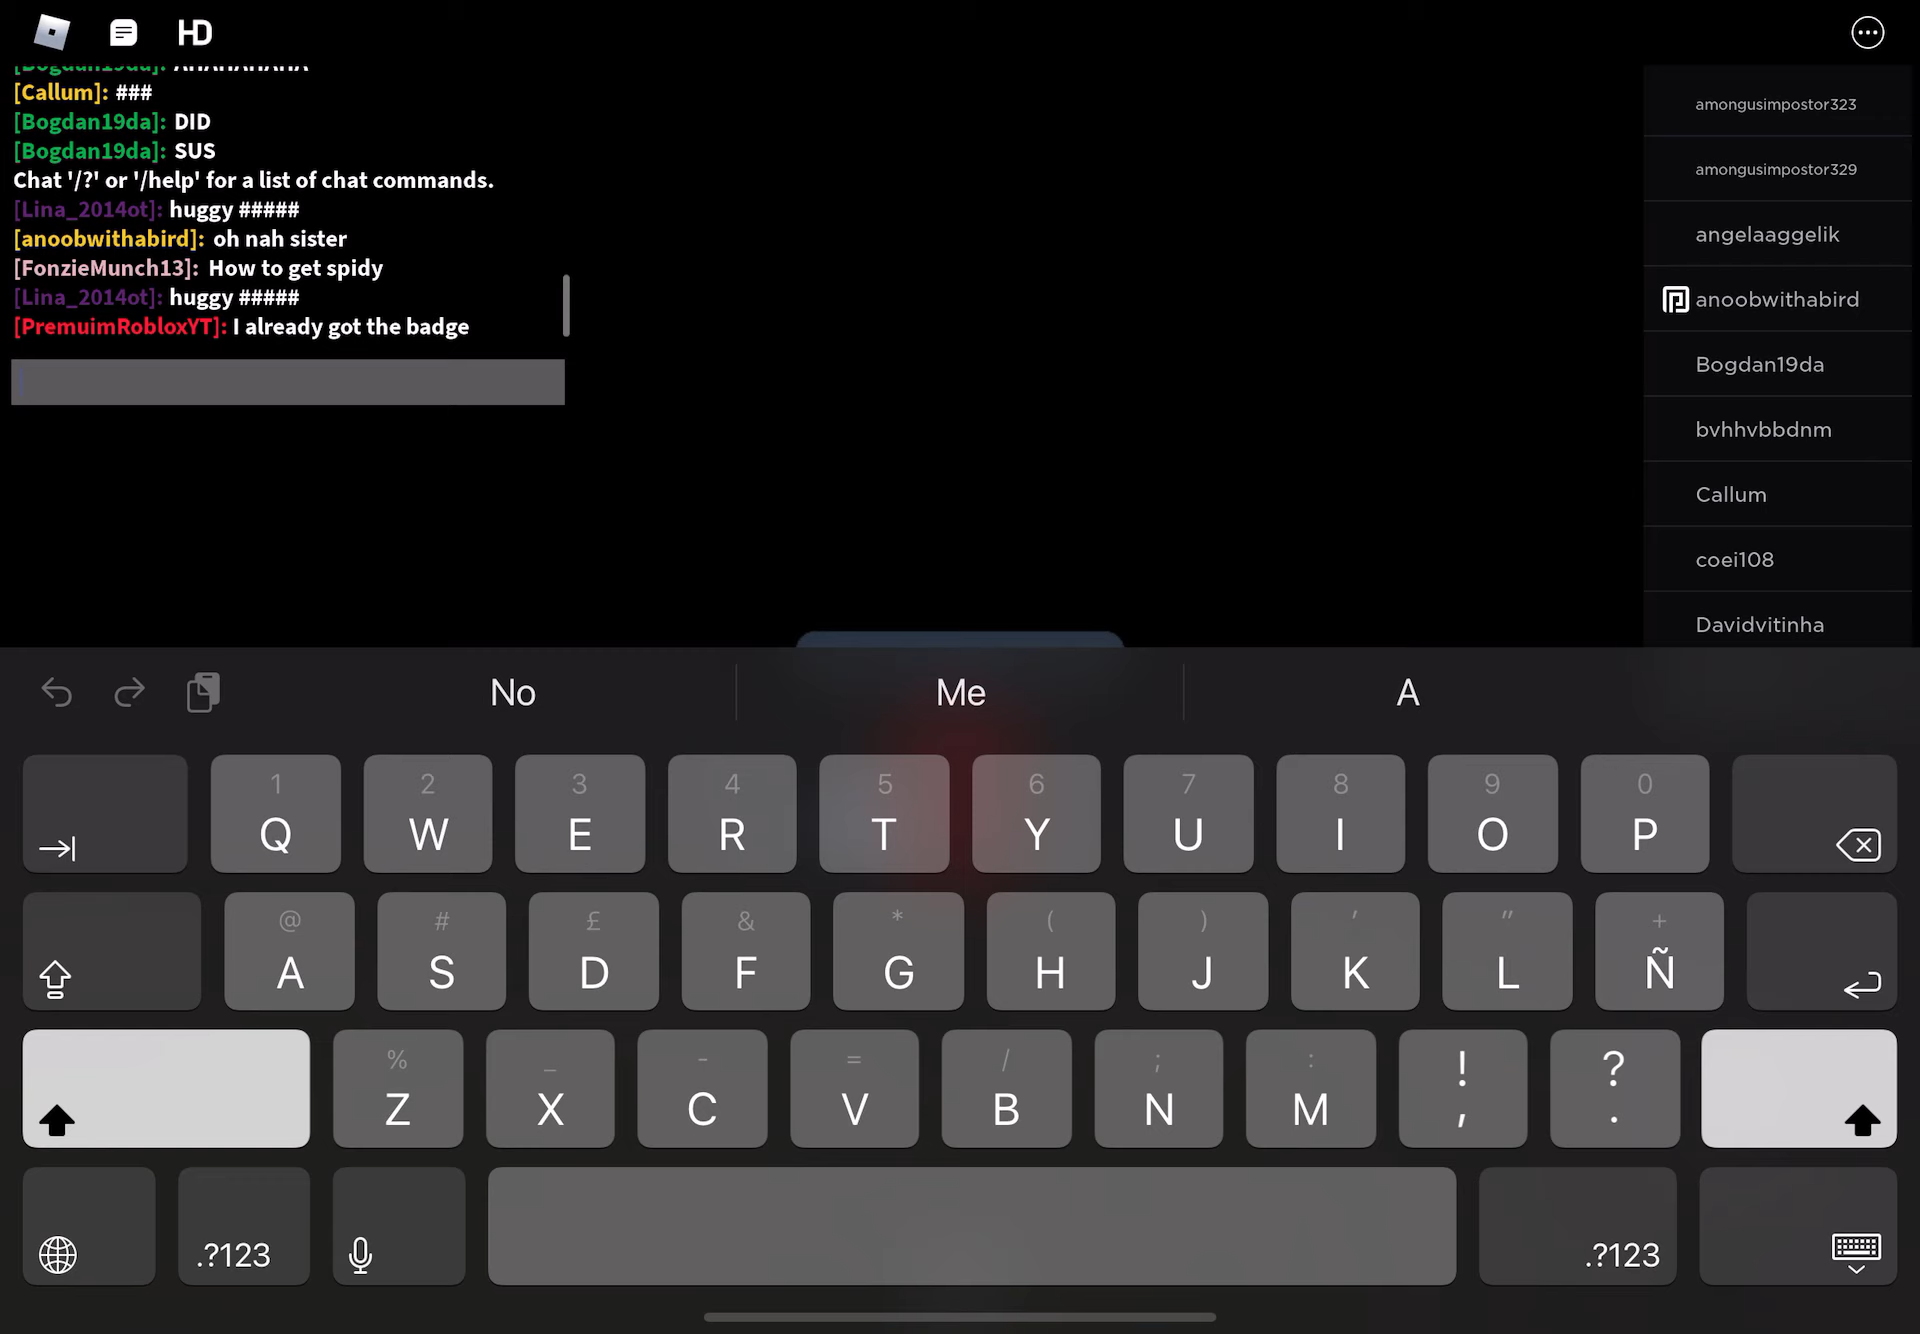 HD
[Bogdan19da]: AHAHAHAHA
[Callum]: ###
[Bogdan19da]: DID
[Bogdan19da]: SUS
Chat '/?' or '/help' for a list of chat commands.
[Lina_2014ot]: huggy #####
[anoobwithabird]: oh nah sister
[FonzieMunch13]: How to get spidy
[Lina_2014ot]: huggy #####
[PremuimRobloxYT]: I already got the badge
amongusimpostor323
amongusimpostor329
angelaaggelik
anoobwithabird
Bogdan19da
bvhhvbbdnm
Callum
coei108
Davidvitinha
No Me A
1 2 3 4 5 6 7 8 9 0
Q W E R T Y U I O P
@ # £ & * ( ) ' " +
A S D F G H J K L Ñ
% _ - = / ; : ! ?
Z X C V B N M , .
.?123 .?123